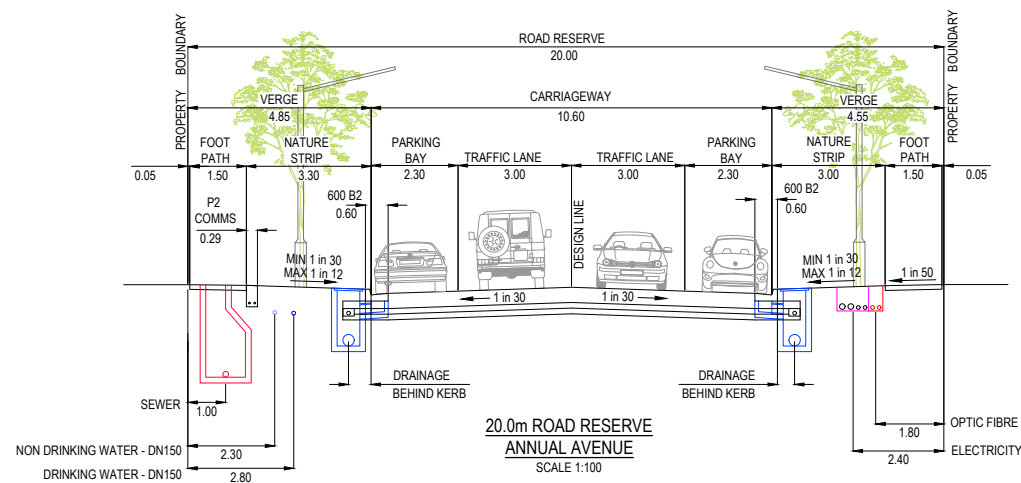 ROAD RESERVE
20.00
PROPERTY BOUNDARY
PROPERTY BOUNDARY
VERGE
4.85
CARRIAGEWAY
10.60
VERGE
4.55
FOOT
PATH
1.50
NATURE
STRIP
3.30
PARKING
BAY
2.30
TRAFFIC LANE
3.00
TRAFFIC LANE
3.00
PARKING
BAY
2.30
NATURE
STRIP
3.00
FOOT
PATH
1.50
0.05
0.05
P2
COMMS
0.29
600 B2
0.60
DESIGN LINE
600 B2
0.60
MIN 1 in 30
MAX 1 in 12
1 in 30
1 in 30
MIN 1 in 30
MAX 1 in 12
1 in 50
DRAINAGE
BEHIND KERB
DRAINAGE
BEHIND KERB
SEWER
1.00
NON DRINKING WATER - DN150
2.30
DRINKING WATER - DN150
2.80
OPTIC FIBRE
1.80
ELECTRICITY
2.40
20.0m ROAD RESERVE
ANNUAL AVENUE
SCALE 1:100